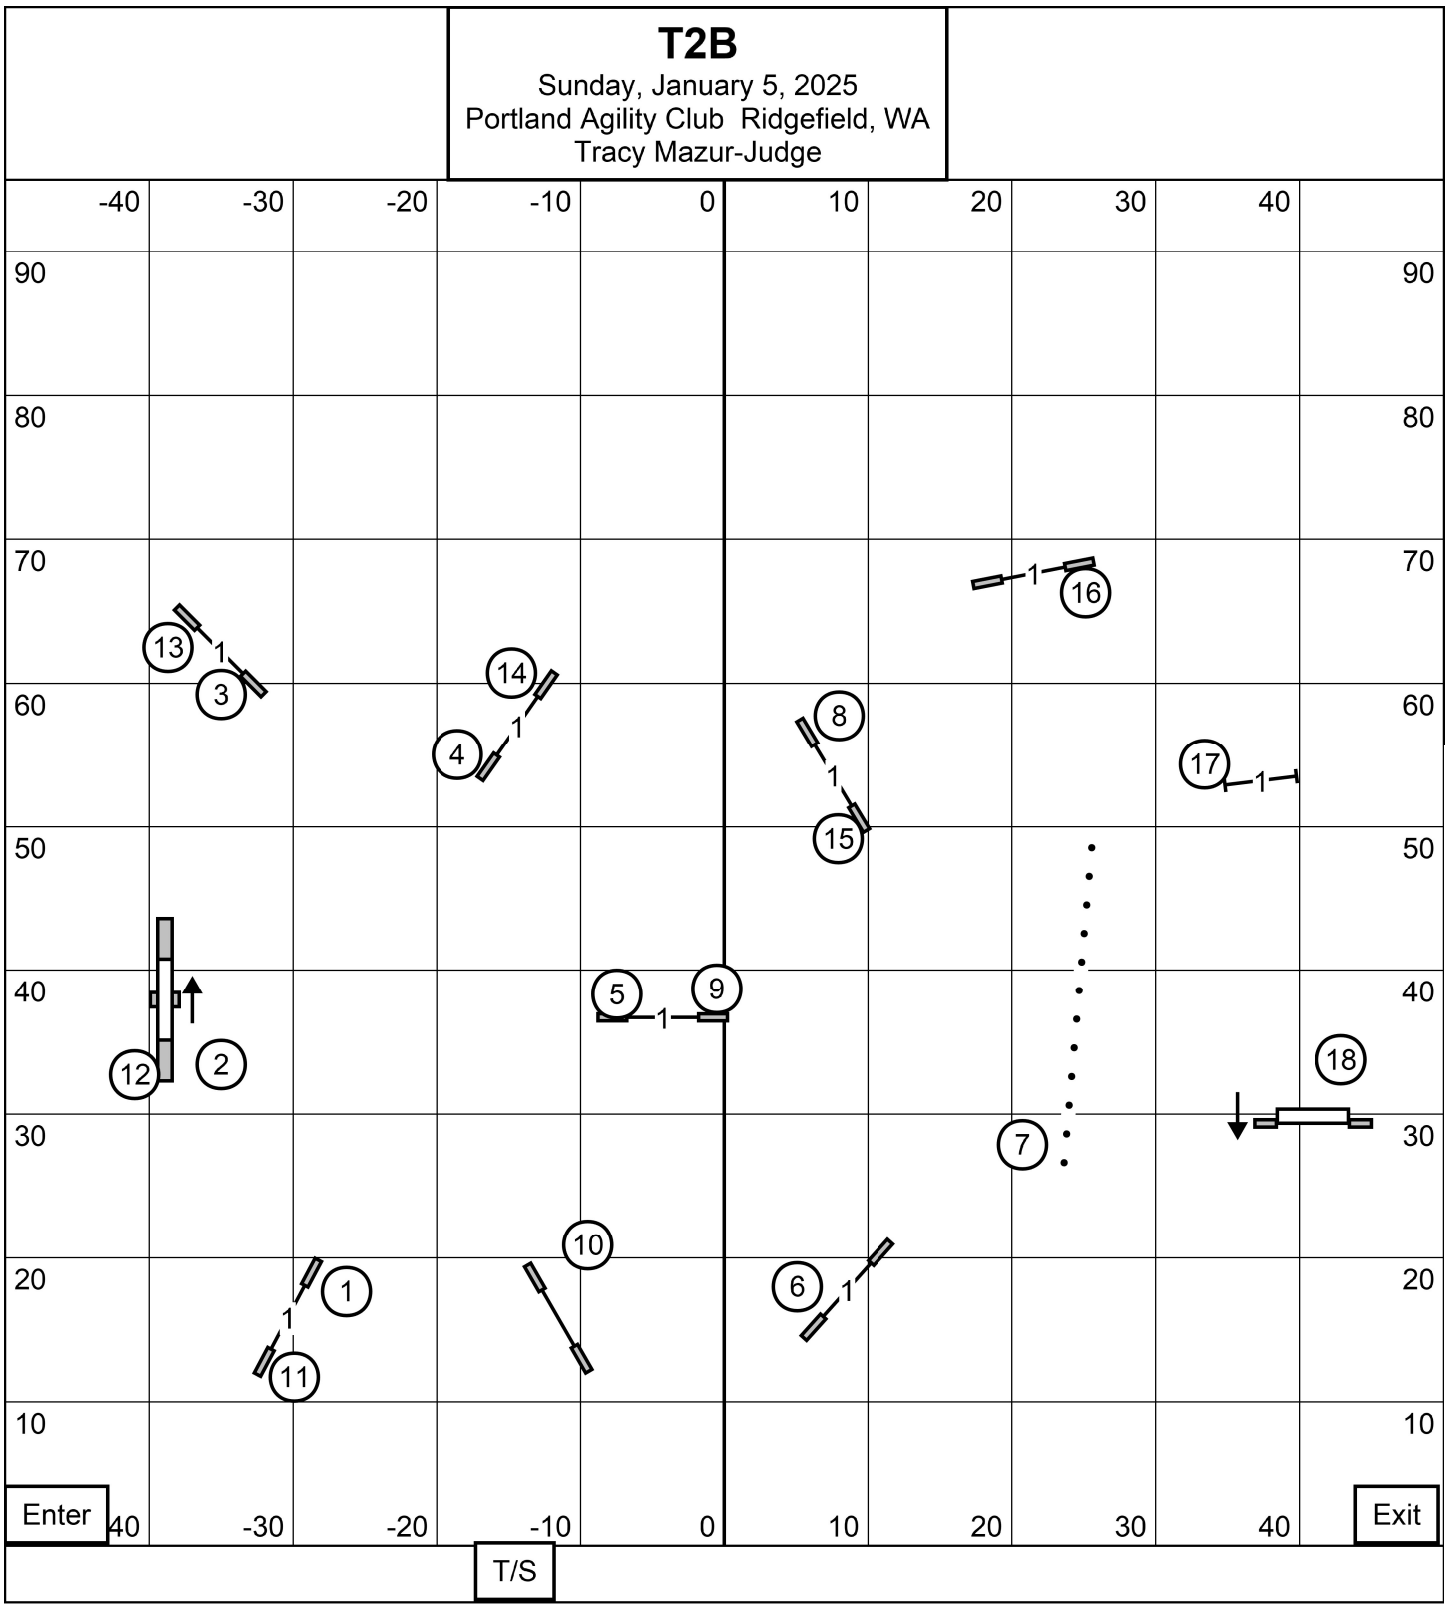 T2B
Sunday, January 5, 2025
Portland Agility Club Ridgefield, WA
Tracy Mazur-Judge
-40 -30 -20 -10 0 10 20 30 40
90 90
80 80
70 70
1 16
13 1 3
14 1 4
60 60
8 1 15
17 1
50 50
5 1 9
40 40
12 2
18
30 7 30
10
20 20
1 1 11
6 1
10 10
Enter 40 -30 -20 -10 0 10 20 30 40 Exit
T/S